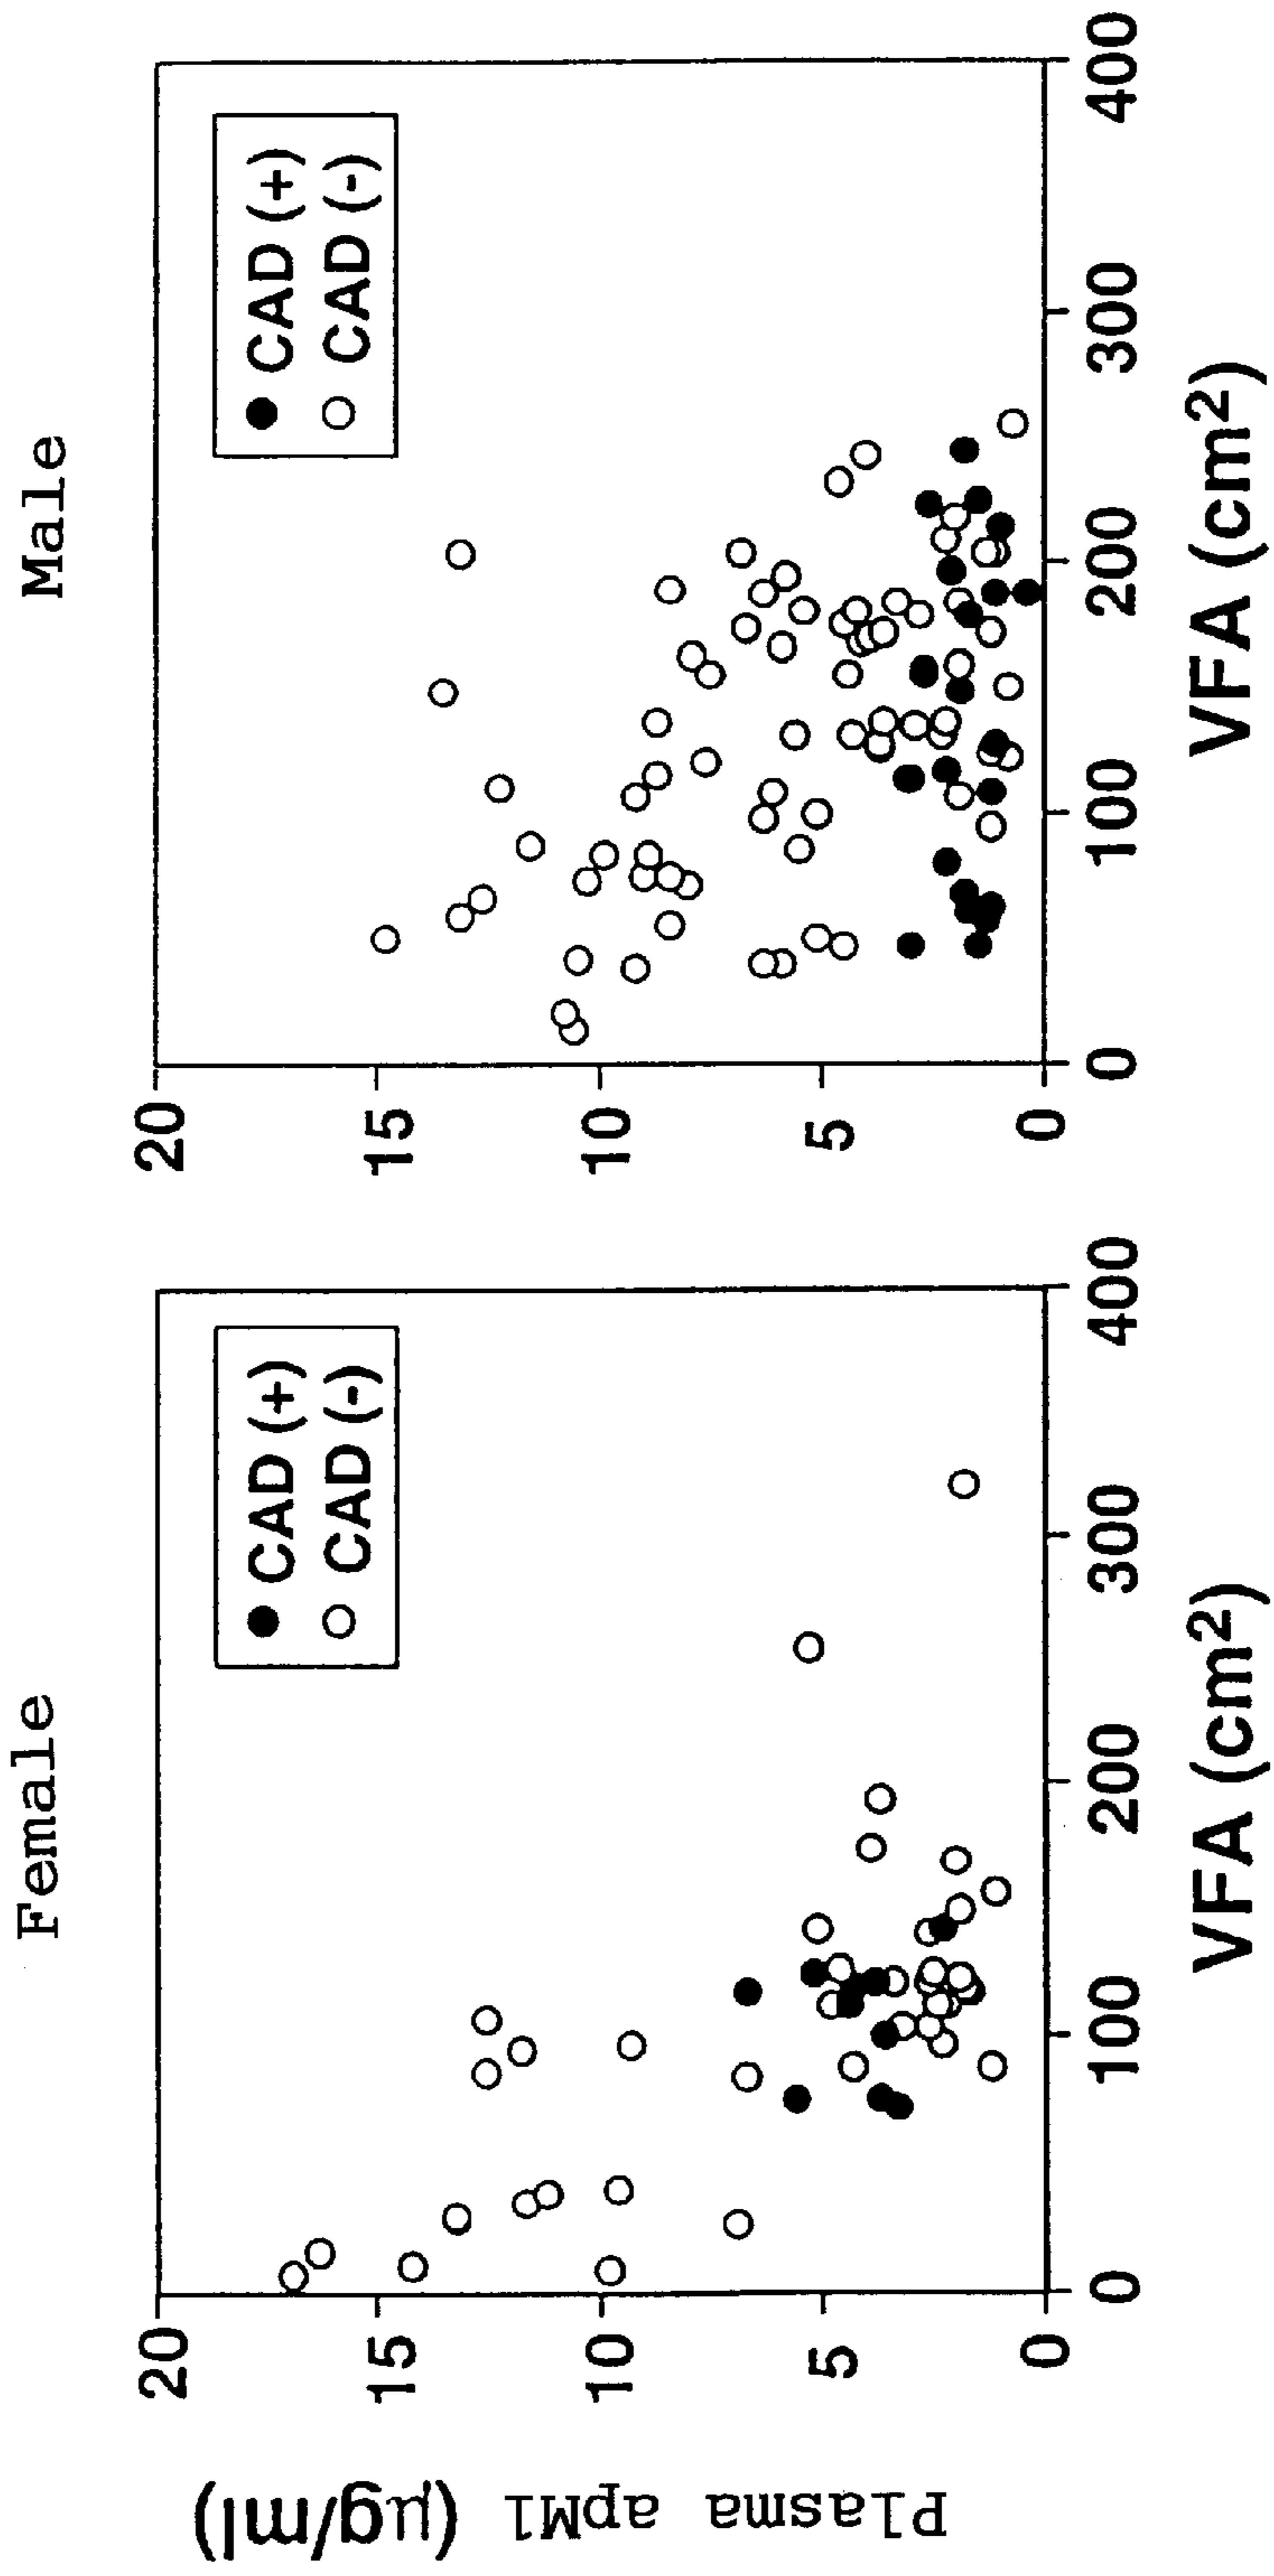 Female
Male
Plasma apM1 (µg/ml)
20
15
10
5
0
● CAD (+)
○ CAD (-)
0
100
200
300
400
VFA (cm²)
20
15
10
5
0
● CAD (+)
○ CAD (-)
0
100
200
300
400
VFA (cm²)